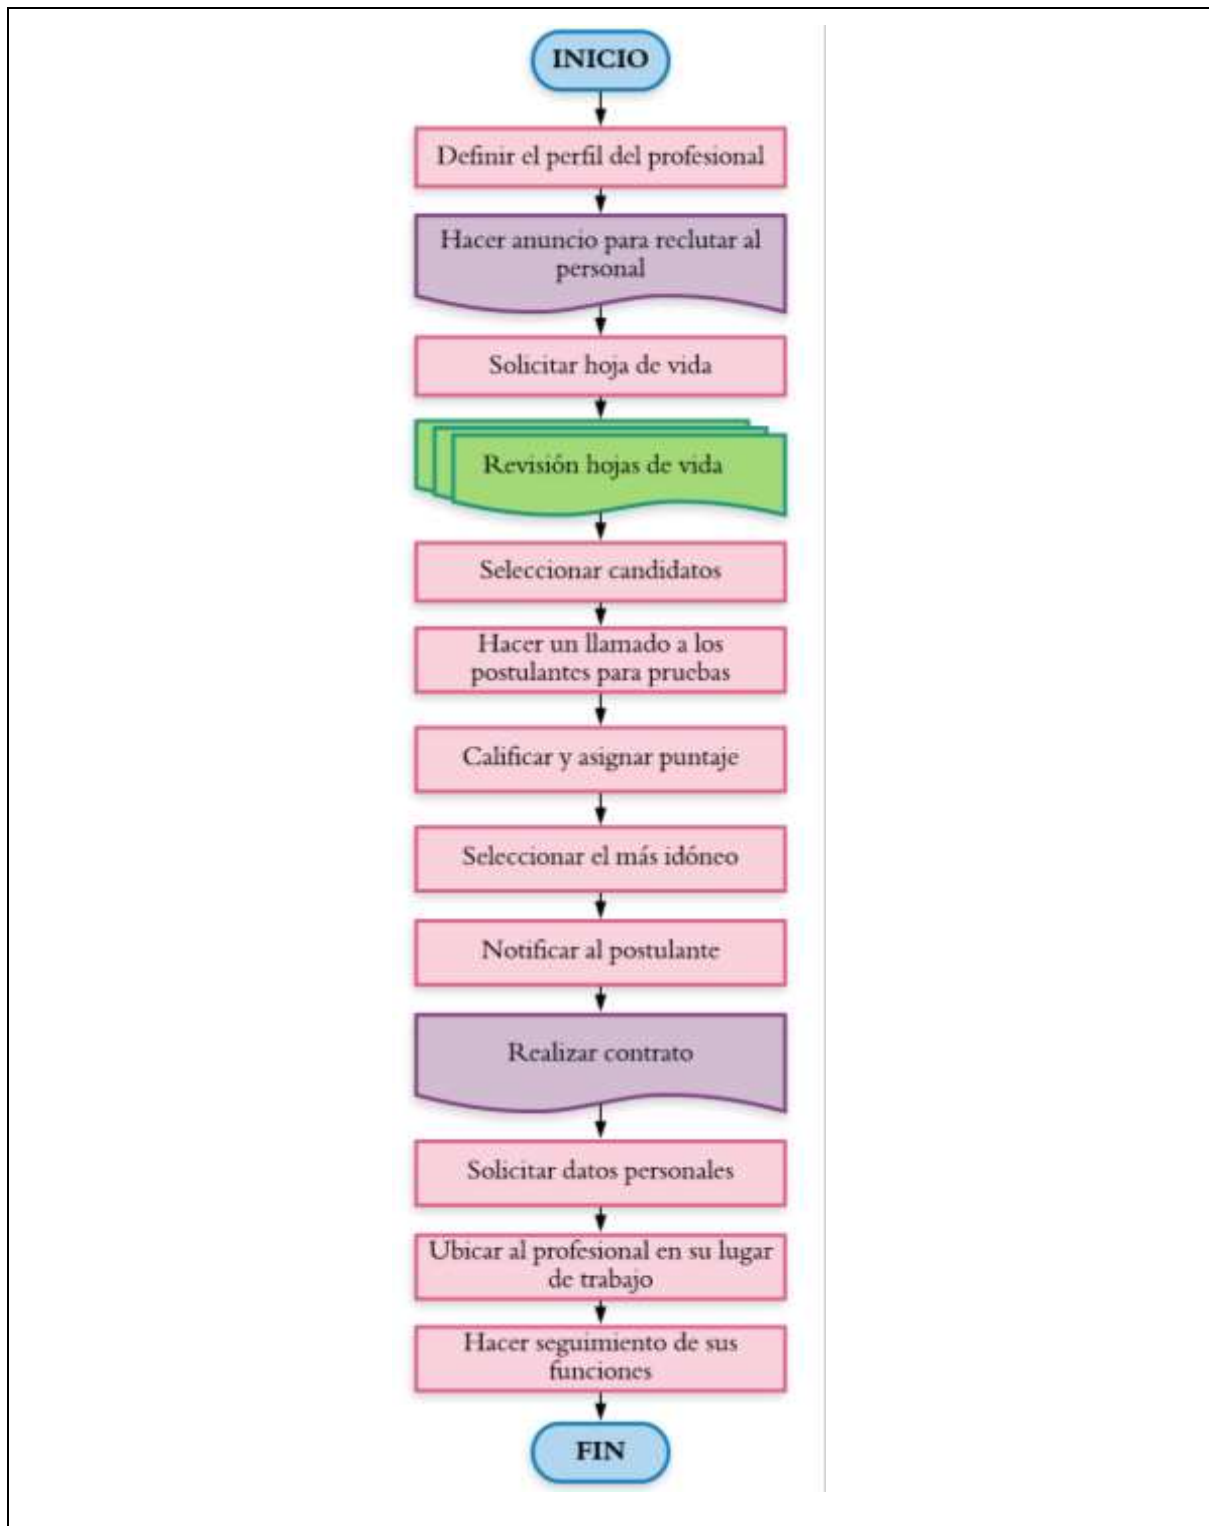 INICIO
Definir el perfil del profesional
Hacer anuncio para reclutar al
personal
Solicitar hoja de vida
Revisión hojas de vida
Seleccionar candidatos
Hacer un llamado a los
postulantes para pruebas
Calificar y asignar puntaje
Seleccionar el más idóneo
Notificar al postulante
Realizar contrato
Solicitar datos personales
Ubicar al profesional en su lugar
de trabajo
Hacer seguimiento de sus
funciones
FIN